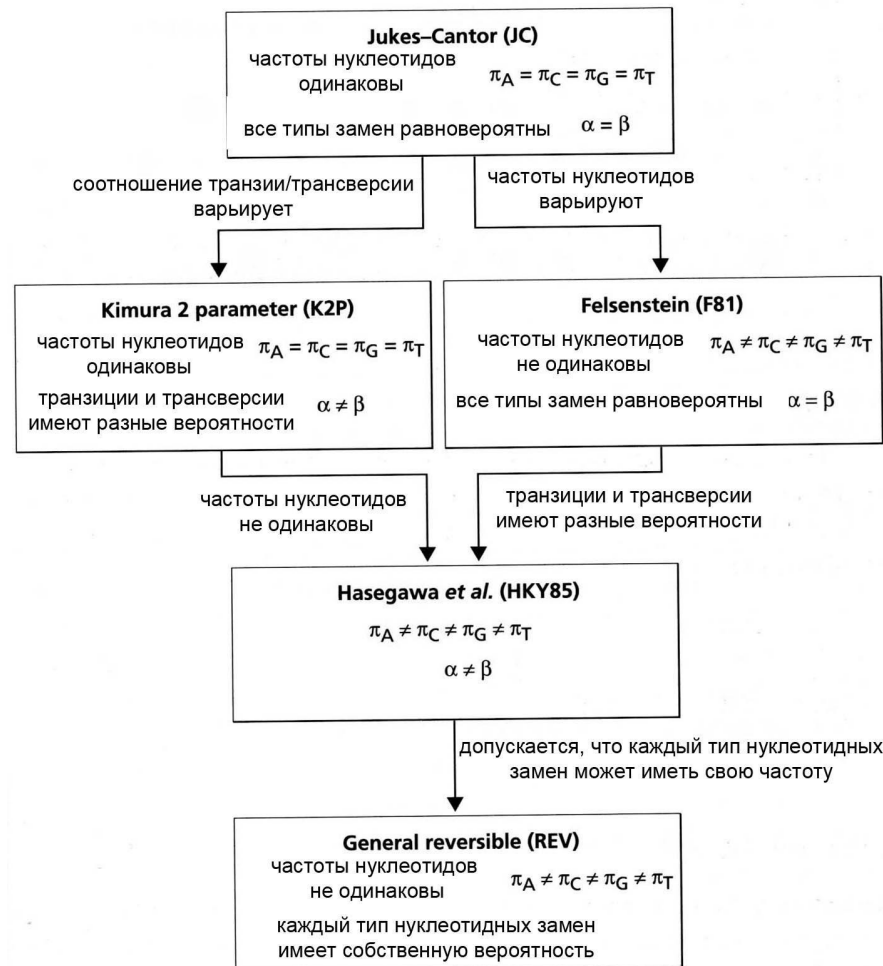 Jukes–Cantor (JC)
частоты нуклеотидов
одинаковы
πA = πC = πG = πT
все типы замен равновероятны α = β
соотношение транзии/трансверсии
варьирует
частоты нуклеотидов
варьируют
Kimura 2 parameter (K2P)
частоты нуклеотидов
одинаковы
πA = πC = πG = πT
транзиции и трансверсии
имеют разные вероятности
α ≠ β
Felsenstein (F81)
частоты нуклеотидов
не одинаковы
πA ≠ πC ≠ πG ≠ πT
все типы замен равновероятны α = β
частоты нуклеотидов
не одинаковы
транзиции и трансверсии
имеют разные вероятности
Hasegawa et al. (HKY85)
πA ≠ πC ≠ πG ≠ πT
α ≠ β
допускается, что каждый тип нуклеотидных
замен может иметь свою частоту
General reversible (REV)
частоты нуклеотидов
не одинаковы
πA ≠ πC ≠ πG ≠ πT
каждый тип нуклеотидных замен
имеет собственную вероятность